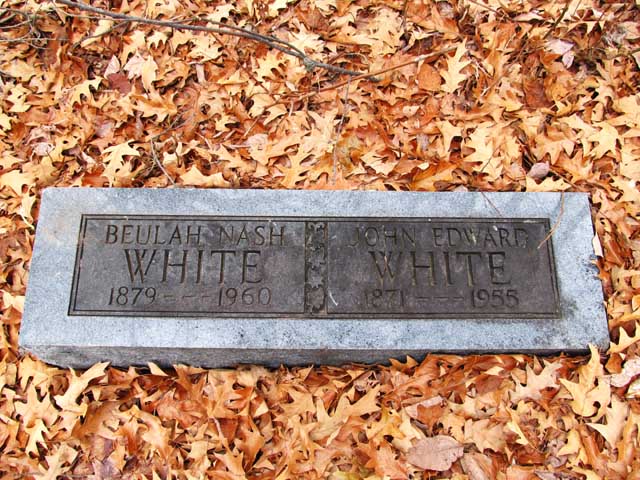 BEULAH NASH
WHITE
1879 - - - 1960
JOHN EDWARD
WHITE
1871 - - - 1955